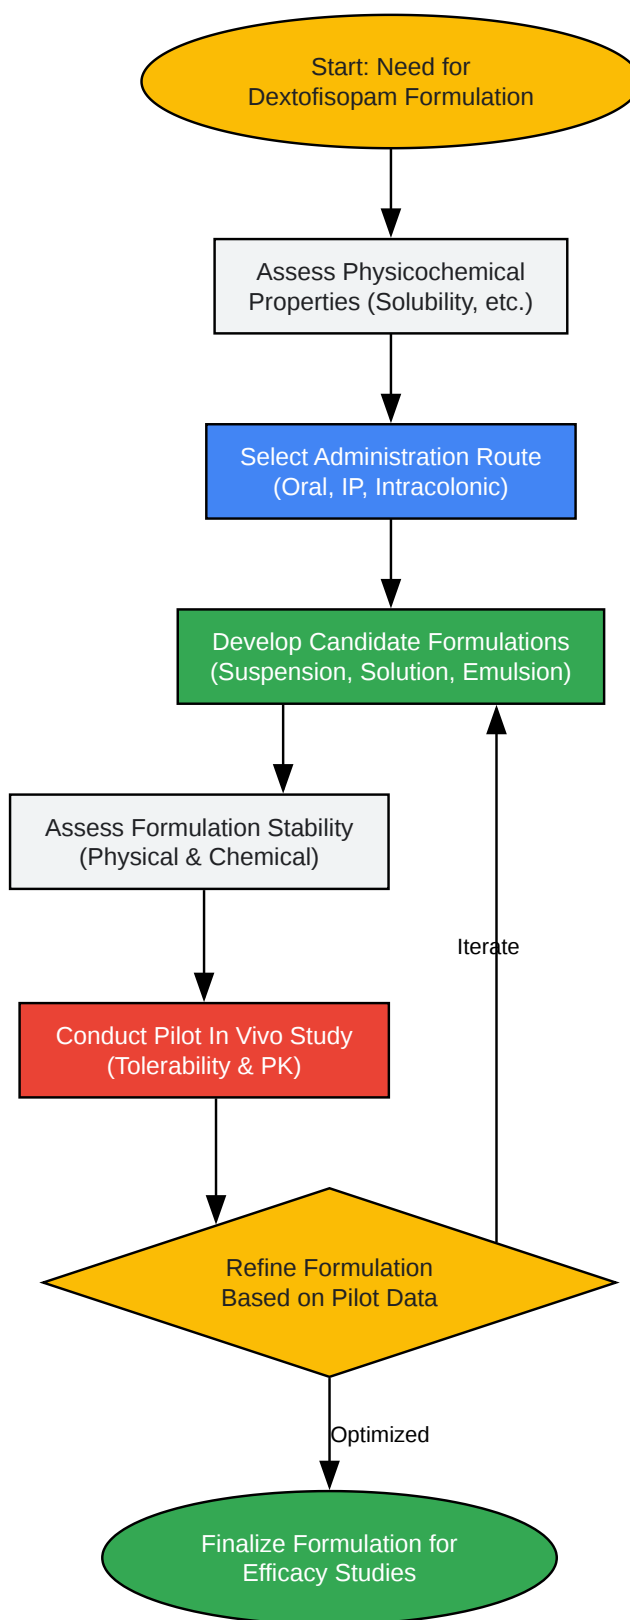 Start: Need for
Dextofisopam Formulation
Assess Physicochemical
Properties (Solubility, etc.)
Select Administration Route
(Oral, IP, Intracolonic)
Develop Candidate Formulations
(Suspension, Solution, Emulsion)
Assess Formulation Stability
(Physical & Chemical)
Iterate
Conduct Pilot In Vivo Study
(Tolerability & PK)
Refine Formulation
Based on Pilot Data
Optimized
Finalize Formulation for
Efficacy Studies